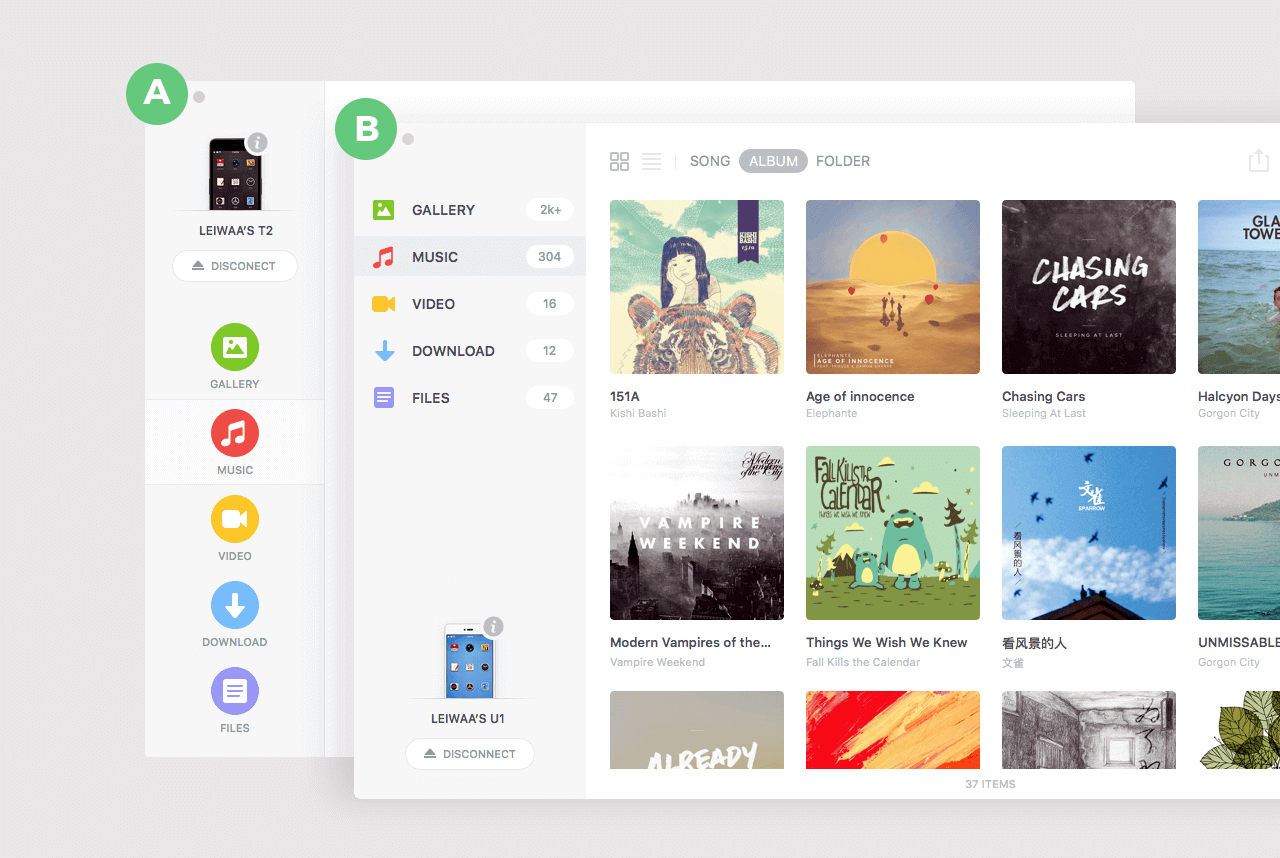 A
i
LEIWAA'S T2
DISCONECT
GALLERY
MUSIC
VIDEO
DOWNLOAD
FILES
B
GALLERY 2k+
MUSIC 304
VIDEO 16
DOWNLOAD 12
FILES 47
i
LEIWAA'S U1
DISCONNECT
SONG ALBUM FOLDER
KISHI
BASHI
151a
ELEPHANTE
AGE OF INNOCENCE
CHASING
CARS
SLEEPING AT LAST
GLA
TOWE
151A
Kishi Bashi
Age of innocence
Elephante
Chasing Cars
Sleeping At Last
Halcyon Days
Gorgon City
Modern
Vampires
of the City
VAMPIRE
WEEKEND
FALL KILLS THE
CALENDAR
THINGS WE WISH WE KNEW
文雀
SPARROW
看风景的人
GORGO
UNM
Modern Vampires of the...
Vampire Weekend
Things We Wish We Knew
Fall Kills the Calendar
看风景的人
文雀
UNMISSABLE
Gorgon City
ALREADY
37 ITEMS